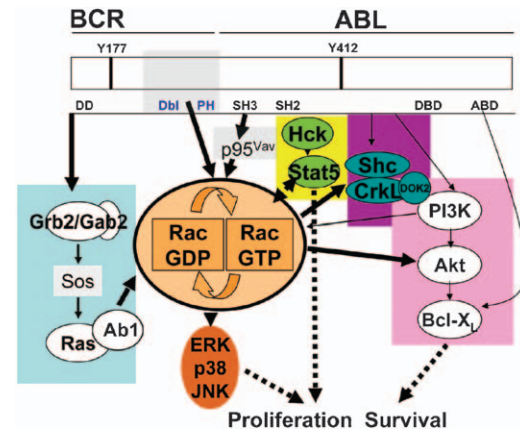 BCR ABL
Y177 Y412
DD Dbl PH SH3 SH2 DBD ABD
p95Vav
Hck
Stat5
Shc
CrkL DOK2
Grb2/Gab2
PI3K
Rac Rac
GDP GTP
Sos
Akt
Ras Ab1
Bcl-XL
ERK
p38
JNK
Proliferation Survival